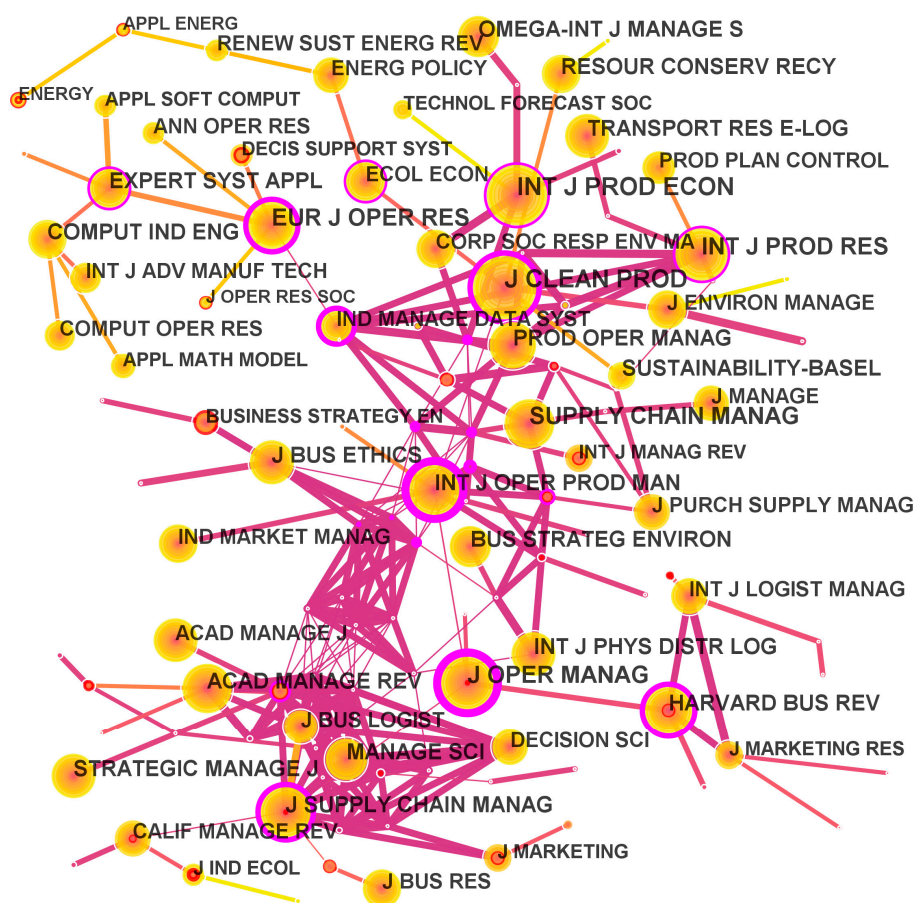 APPL ENERG
OMEGA-INT J MANAGE S
RENEW SUST ENERG REV
ENERG POLICY
RESOUR CONSERV RECY
ENERGY
APPL SOFT COMPUT
TECHNOL FORECAST SOC
ANN OPER RES
TRANSPORT RES E-LOG
DECIS SUPPORT SYST
PROD PLAN CONTROL
EXPERT SYST APPL
ECOL ECON
INT J PROD ECON
EUR J OPER RES
COMPUT IND ENG
CORP SOC RESP ENV MA
INT J PROD RES
INT J ADV MANUF TECH
J CLEAN PROD
J OPER RES SOC
J ENVIRON MANAGE
IND MANAGE DATA SYST
COMPUT OPER RES
PROD OPER MANAG
APPL MATH MODEL
SUSTAINABILITY-BASEL
J MANAGE
BUSINESS STRATEGY EN
SUPPLY CHAIN MANAG
INT J MANAG REV
J BUS ETHICS
INT J OPER PROD MAN
J PURCH SUPPLY MANAG
IND MARKET MANAG
BUS STRATEG ENVIRON
INT J LOGIST MANAG
ACAD MANAGE J
INT J PHYS DISTR LOG
ACAD MANAGE REV
J OPER MANAG
HARVARD BUS REV
J BUS LOGIST
DECISION SCI
MANAGE SCI
J MARKETING RES
STRATEGIC MANAGE J
J SUPPLY CHAIN MANAG
CALIF MANAGE REV
J MARKETING
J IND ECOL
J BUS RES